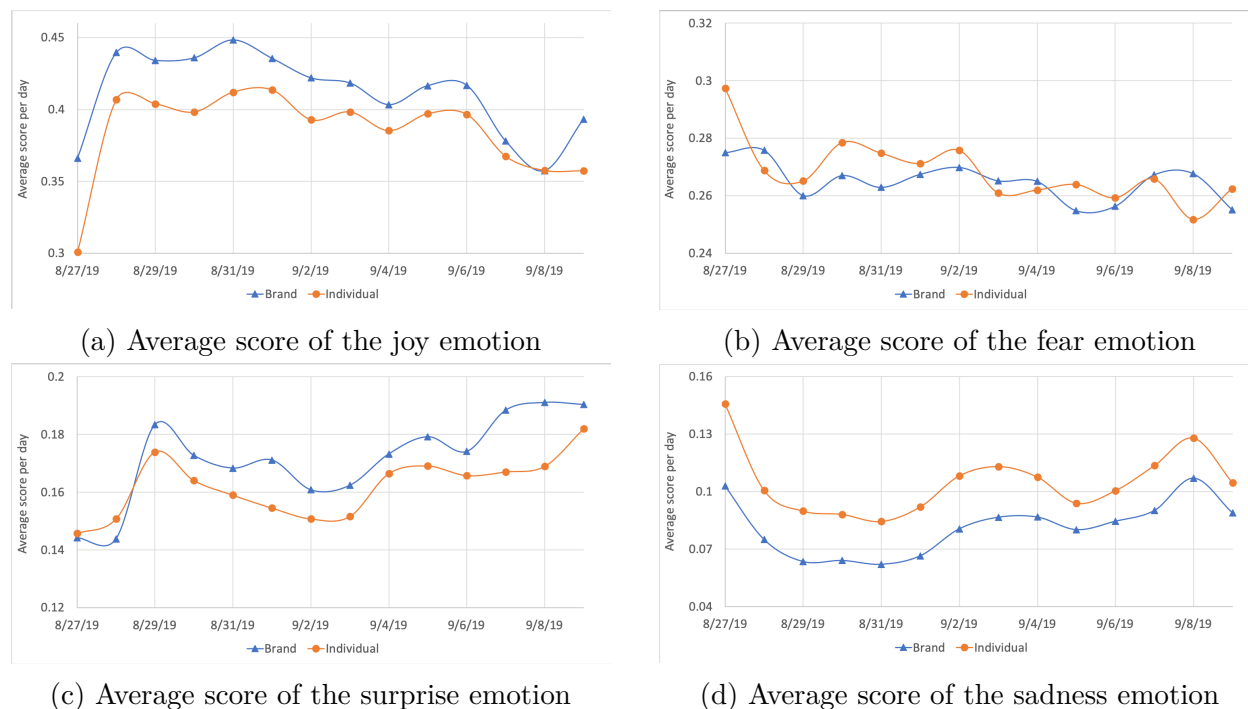 0.45
0.4
0.35
0.3
Average score per day
8/27/19 8/29/19 8/31/19 9/2/19 9/4/19 9/6/19 9/8/19
Brand Individual
(a) Average score of the joy emotion
0.32
0.3
0.28
0.26
0.24
Average score per day
8/27/19 8/29/19 8/31/19 9/2/19 9/4/19 9/6/19 9/8/19
Brand Individual
(b) Average score of the fear emotion
0.2
0.18
0.16
0.14
0.12
Average score per day
8/27/19 8/29/19 8/31/19 9/2/19 9/4/19 9/6/19 9/8/19
Brand Individual
(c) Average score of the surprise emotion
0.16
0.13
0.1
0.07
0.04
Average score per day
8/27/19 8/29/19 8/31/19 9/2/19 9/4/19 9/6/19 9/8/19
Brand Individual
(d) Average score of the sadness emotion